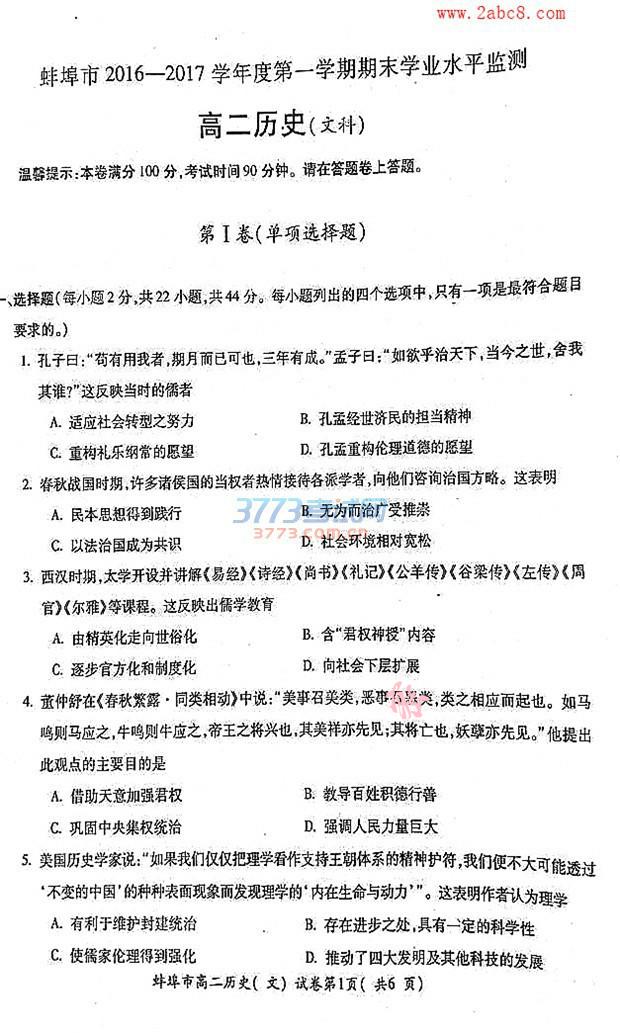 www.2abc8.com
蚌埠市2016—2017学年度第一学期期末学业水平监测
高二历史(文科)
温馨提示:本卷满分100分,考试时间90分钟。请在答题卷上答题。
第Ⅰ卷(单项选择题)
一、选择题(每小题2分,共22小题,共44分。每小题列出的四个选项中,只有一项是最符合题目
要求的。)
1. 孔子曰:“苟有用我者,期月而已可也,三年有成。”孟子曰:“如欲乎治天下,当今之世,舍我
其谁?”这反映当时的儒者
A. 适应社会转型之努力 B. 孔孟经世济民的担当精神
C. 重构礼乐纲常的愿望 D. 孔孟重构伦理道德的愿望
2. 春秋战国时期,许多诸侯国的当权者热情接待各派学者,向他们咨询治国方略。这表明
A. 民本思想得到践行 B. 无为而治广受推崇
3773考试网
3773.com.cn
C. 以法治国成为共识 D. 社会环境相对宽松
3. 西汉时期,太学开设并讲解《易经》《诗经》《尚书》《礼记》《公羊传》《谷梁传》《左传》《周
官》《尔雅》等课程。这反映出儒学教育
A. 由精英化走向世俗化 B. 含“君权神授”内容
C. 逐步官方化和制度化 D. 向社会下层扩展
4. 董仲舒在《春秋繁露·同类相动》中说:“美事召美类,恶事召恶类,类之相应而起也。如马
鸣则马应之,牛鸣则牛应之,帝王之将兴也,其美祥亦先见;其将亡也,妖孽亦先见。”他提出
此观点的主要目的是
A. 借助天意加强君权 B. 教导百姓积德行善
C. 巩固中央集权统治 D. 强调人民力量巨大
5. 美国历史学家说:“如果我们仅仅把理学看作支持王朝体系的精神护符,我们便不大可能透过
‘不变的中国’的种种表面现象而发现理学的‘内在生命与动力’”。这表明作者认为理学
A. 有利于维护封建统治 B. 存在进步之处,具有一定的科学性
C. 使儒家伦理得到强化 D. 推动了四大发明及其他科技的发展
蚌埠市高二历史(文)试卷第1页(共6页)